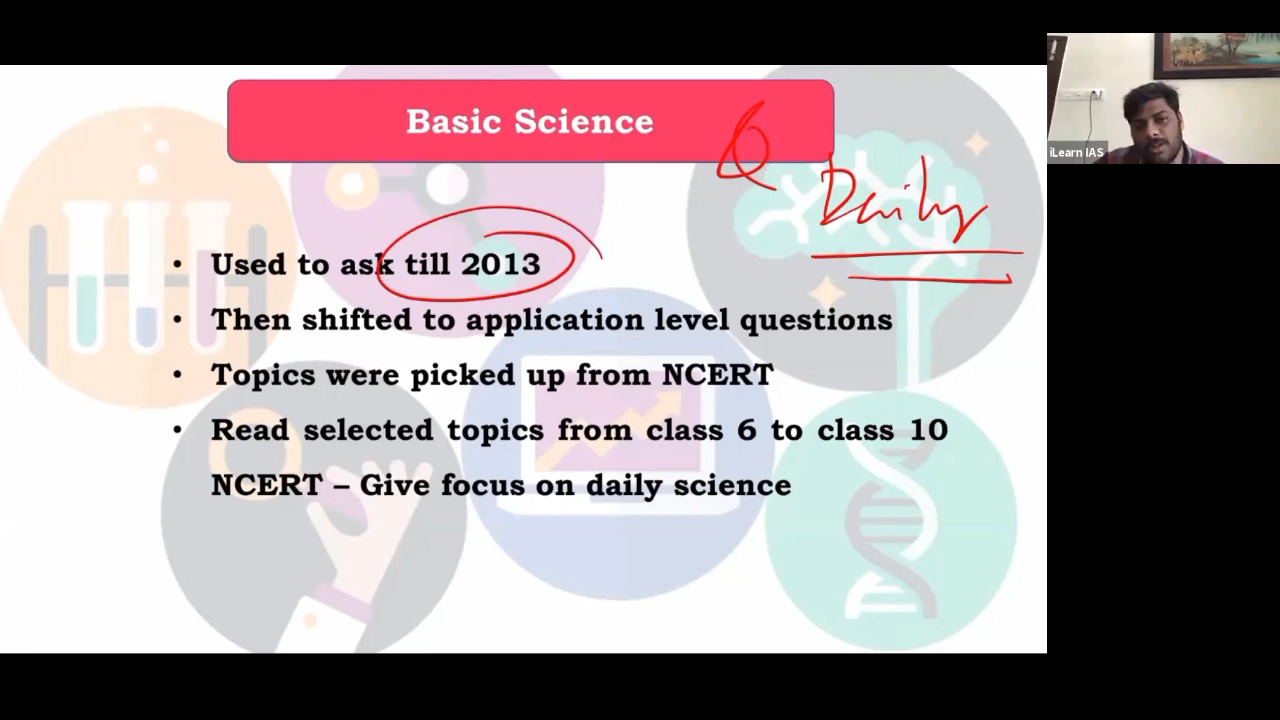 Basic Science
Daily
• Used to ask till 2013
• Then shifted to application level questions
• Topics were picked up from NCERT
• Read selected topics from class 6 to class 10
NCERT – Give focus on daily science
iLearn IAS